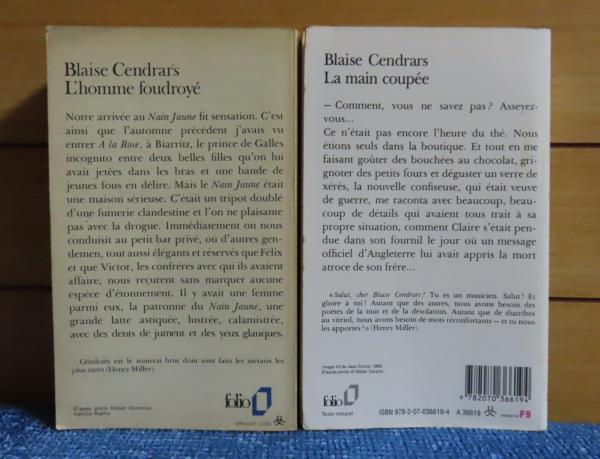 Blaise Cendrars
L'homme foudroyé
Notre arrivée au Nain Jaune fit sensation. C'est
ainsi que l'automne précédent j'avais vu
entrer A la Rose, à Biarritz, le prince de Galles
incognito entre deux belles filles qu'on lui
avait jetées dans les bras et une bande de
jeunes fous en délire. Mais le Nain Jaune était
une maison sérieuse. C'était un tripot doublé
d'une fumerie clandestine et l'on ne plaisante
pas avec la drogue. Immédiatement on nous
conduisit au petit bar privé, où d'autres gen-
delmen, tout aussi élégants et réservés que Félix
et que Victor, les confrères avec qui ils avaient
affaire, nous reçurent sans marquer aucune
espèce d'étonnement. Il y avait une femme
parmi eux, la patronne du Nain Jaune, une
grande latte astiquée, lustrée, calamistrée,
avec des dents de jument et des yeux glauques.
Cendrars est le minerai brut dont sont faits les métaux les
plus rares (Henry Miller).
D'après photo Robert Doisneau
Agence Rapho
folio
Blaise Cendrars
La main coupée
— Comment, vous ne savez pas? Asseyez-
vous...
Ce n'était pas encore l'heure du thé. Nous
étions seuls dans la boutique. Et tout en me
faisant goûter des bouchées au chocolat, gri-
gnoter des petits fours et déguster un verre de
xérès, la nouvelle confiseuse, qui était veuve
de guerre, me raconta avec beaucoup, beau-
coup de détails qui avaient tous trait à sa
propre situation, comment Claire s'était pen-
due dans son fournil le jour où un message
officiel d'Angleterre lui avait appris la mort
atroce de son frère...
« Salut, cher Blaise Cendrars! Tu es un musicien. Salut! Et
gloire à toi! Autant que des autres, nous avons besoin des
poètes de la nuit et de la désolation. Autant que de diatribes
au vitriol, nous avons besoin de mots réconfortants — et tu nous
les apportes! » (Henry Miller).
folio
Texte intégral
9 782070 366194
ISBN 978-2-07-036619-4
A 36619
catégorie F9